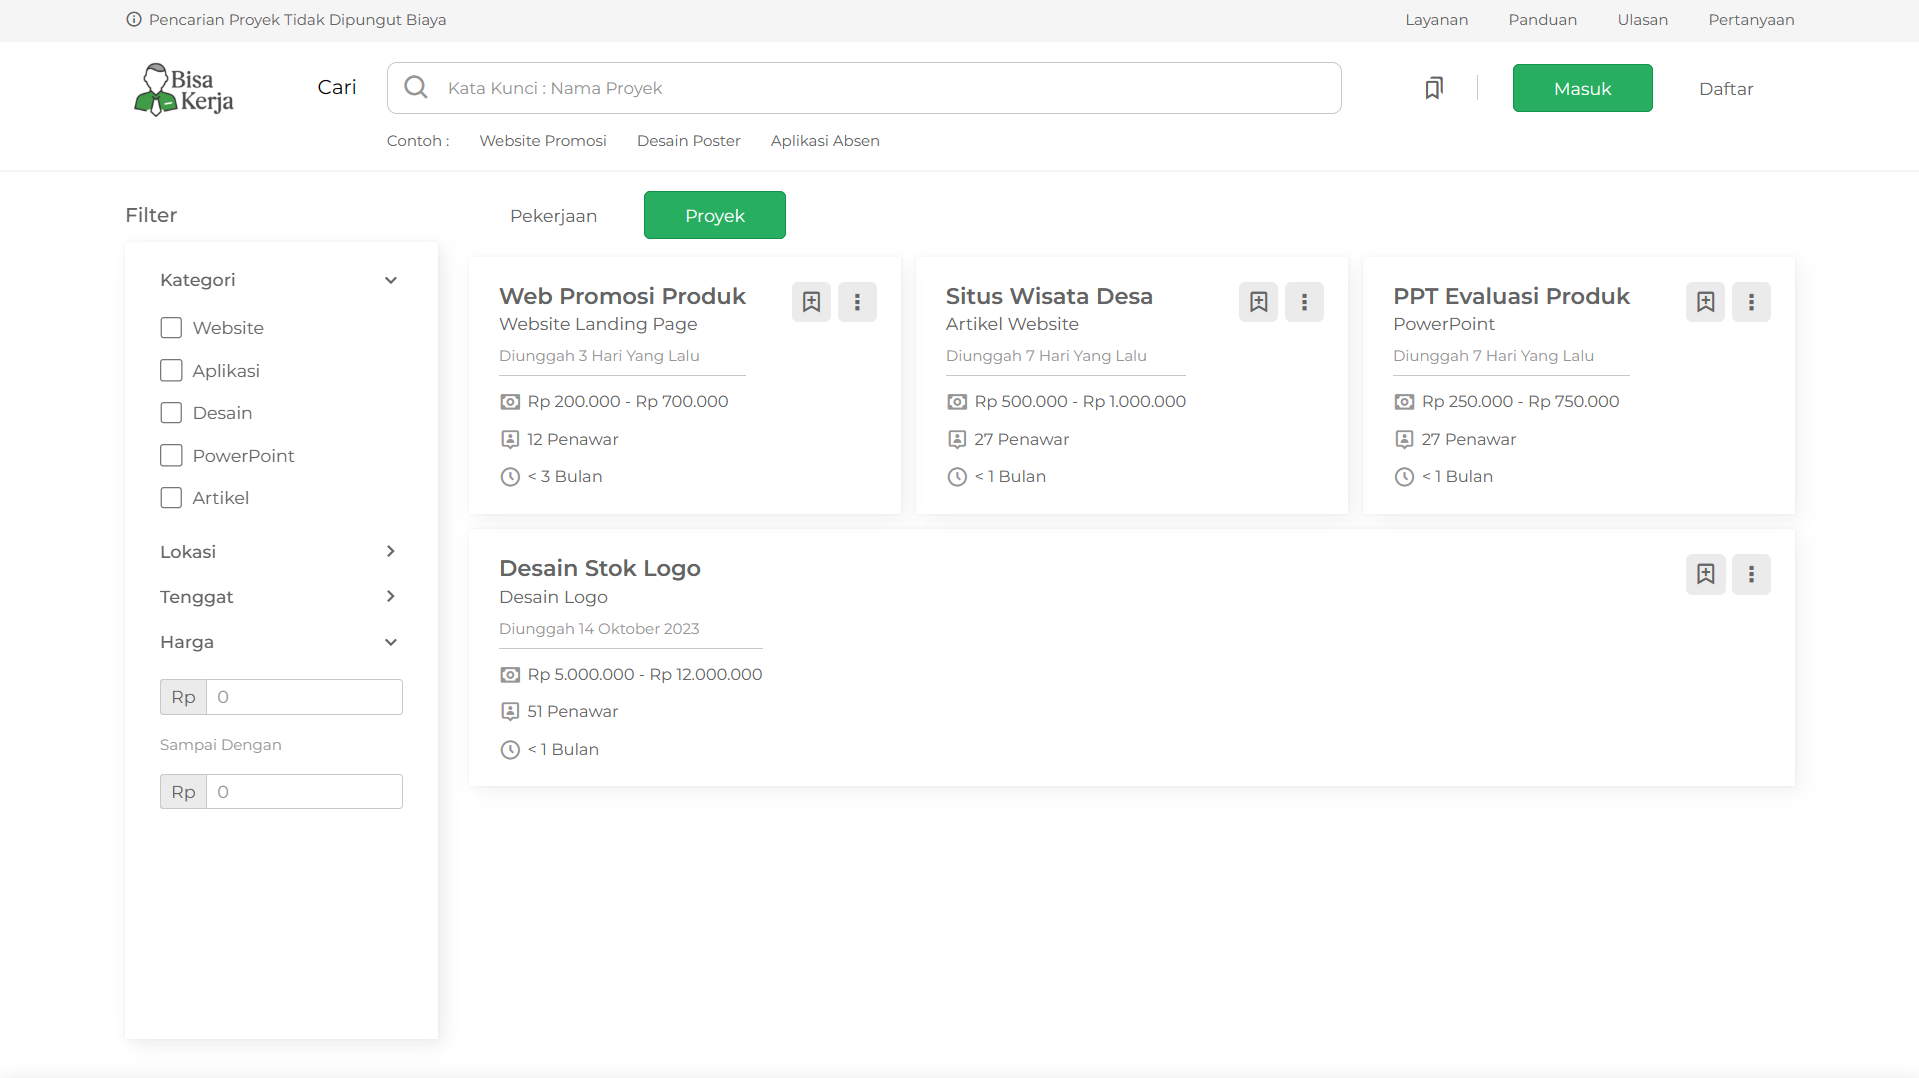 Pencarian Proyek Tidak Dipungut Biaya
Layanan Panduan Ulasan Pertanyaan
Bisa
Kerja
Cari
Kata Kunci : Nama Proyek
Masuk
Daftar
Contoh : Website Promosi Desain Poster Aplikasi Absen
Filter
Kategori
Website
Aplikasi
Desain
PowerPoint
Artikel
Lokasi
Tenggat
Harga
Rp 0
Sampai Dengan
Rp 0
Pekerjaan Proyek
Web Promosi Produk
Website Landing Page
Diunggah 3 Hari Yang Lalu
Rp 200.000 - Rp 700.000
12 Penawar
< 3 Bulan
Situs Wisata Desa
Artikel Website
Diunggah 7 Hari Yang Lalu
Rp 500.000 - Rp 1.000.000
27 Penawar
< 1 Bulan
PPT Evaluasi Produk
PowerPoint
Diunggah 7 Hari Yang Lalu
Rp 250.000 - Rp 750.000
27 Penawar
< 1 Bulan
Desain Stok Logo
Desain Logo
Diunggah 14 Oktober 2023
Rp 5.000.000 - Rp 12.000.000
51 Penawar
< 1 Bulan